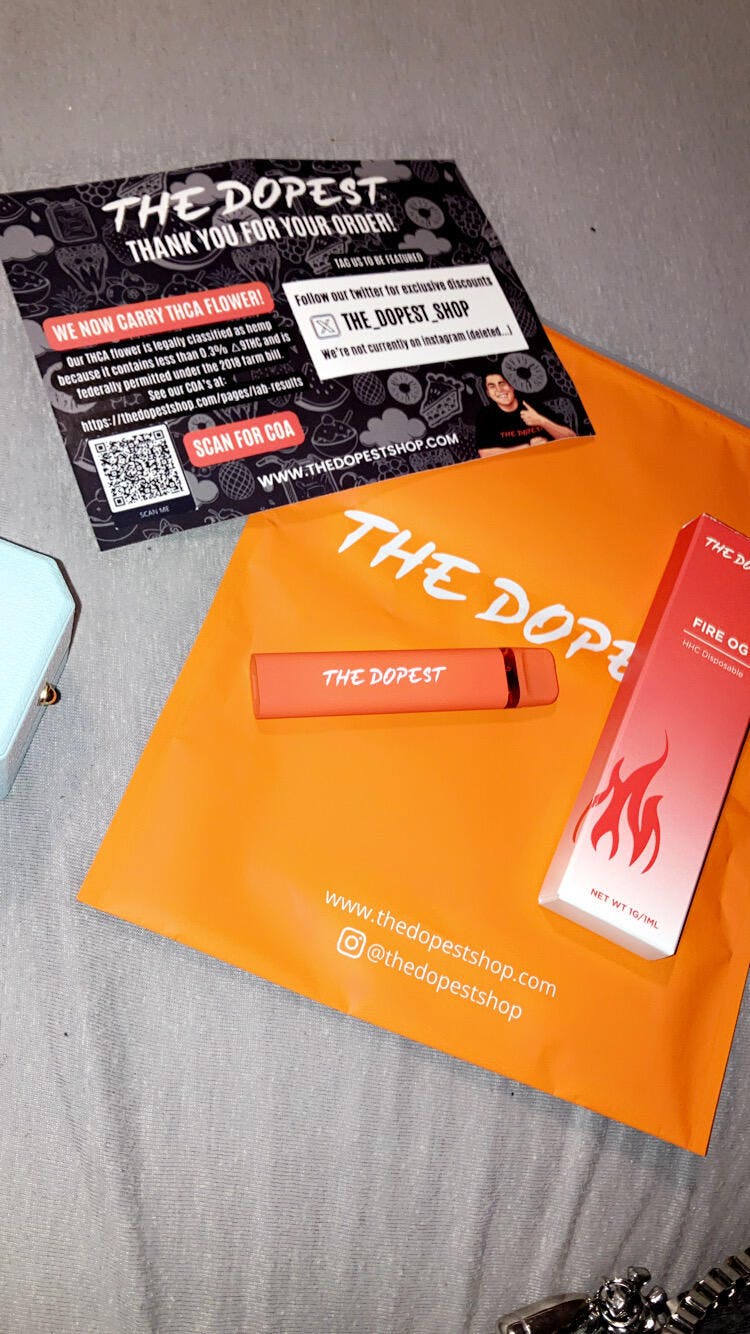 THE DOPEST
THANK YOU FOR YOUR ORDER!
TAG US TO BE FEATURED
WE NOW CARRY THCA FLOWER!
Our THCA flower is legally classified as hemp
because it contains less than 0.3% △9THC and is
federally permitted under the 2018 farm bill
See our COA's at:
https://thedopestshop.com/pages/lab-results
SCAN FOR COA
SCAN ME
WWW.THEDOPESTSHOP.COM
Follow our twitter for exclusive discounts
X THE_DOPEST_SHOP
We're not currently on instagram (deleted...)
THE DOPEST
THE DOPE
THE DOPEST
THE DO
FIRE OG
HHC Disposable
NET WT 1G/1ML
www.thedopestshop.com
@thedopestshop